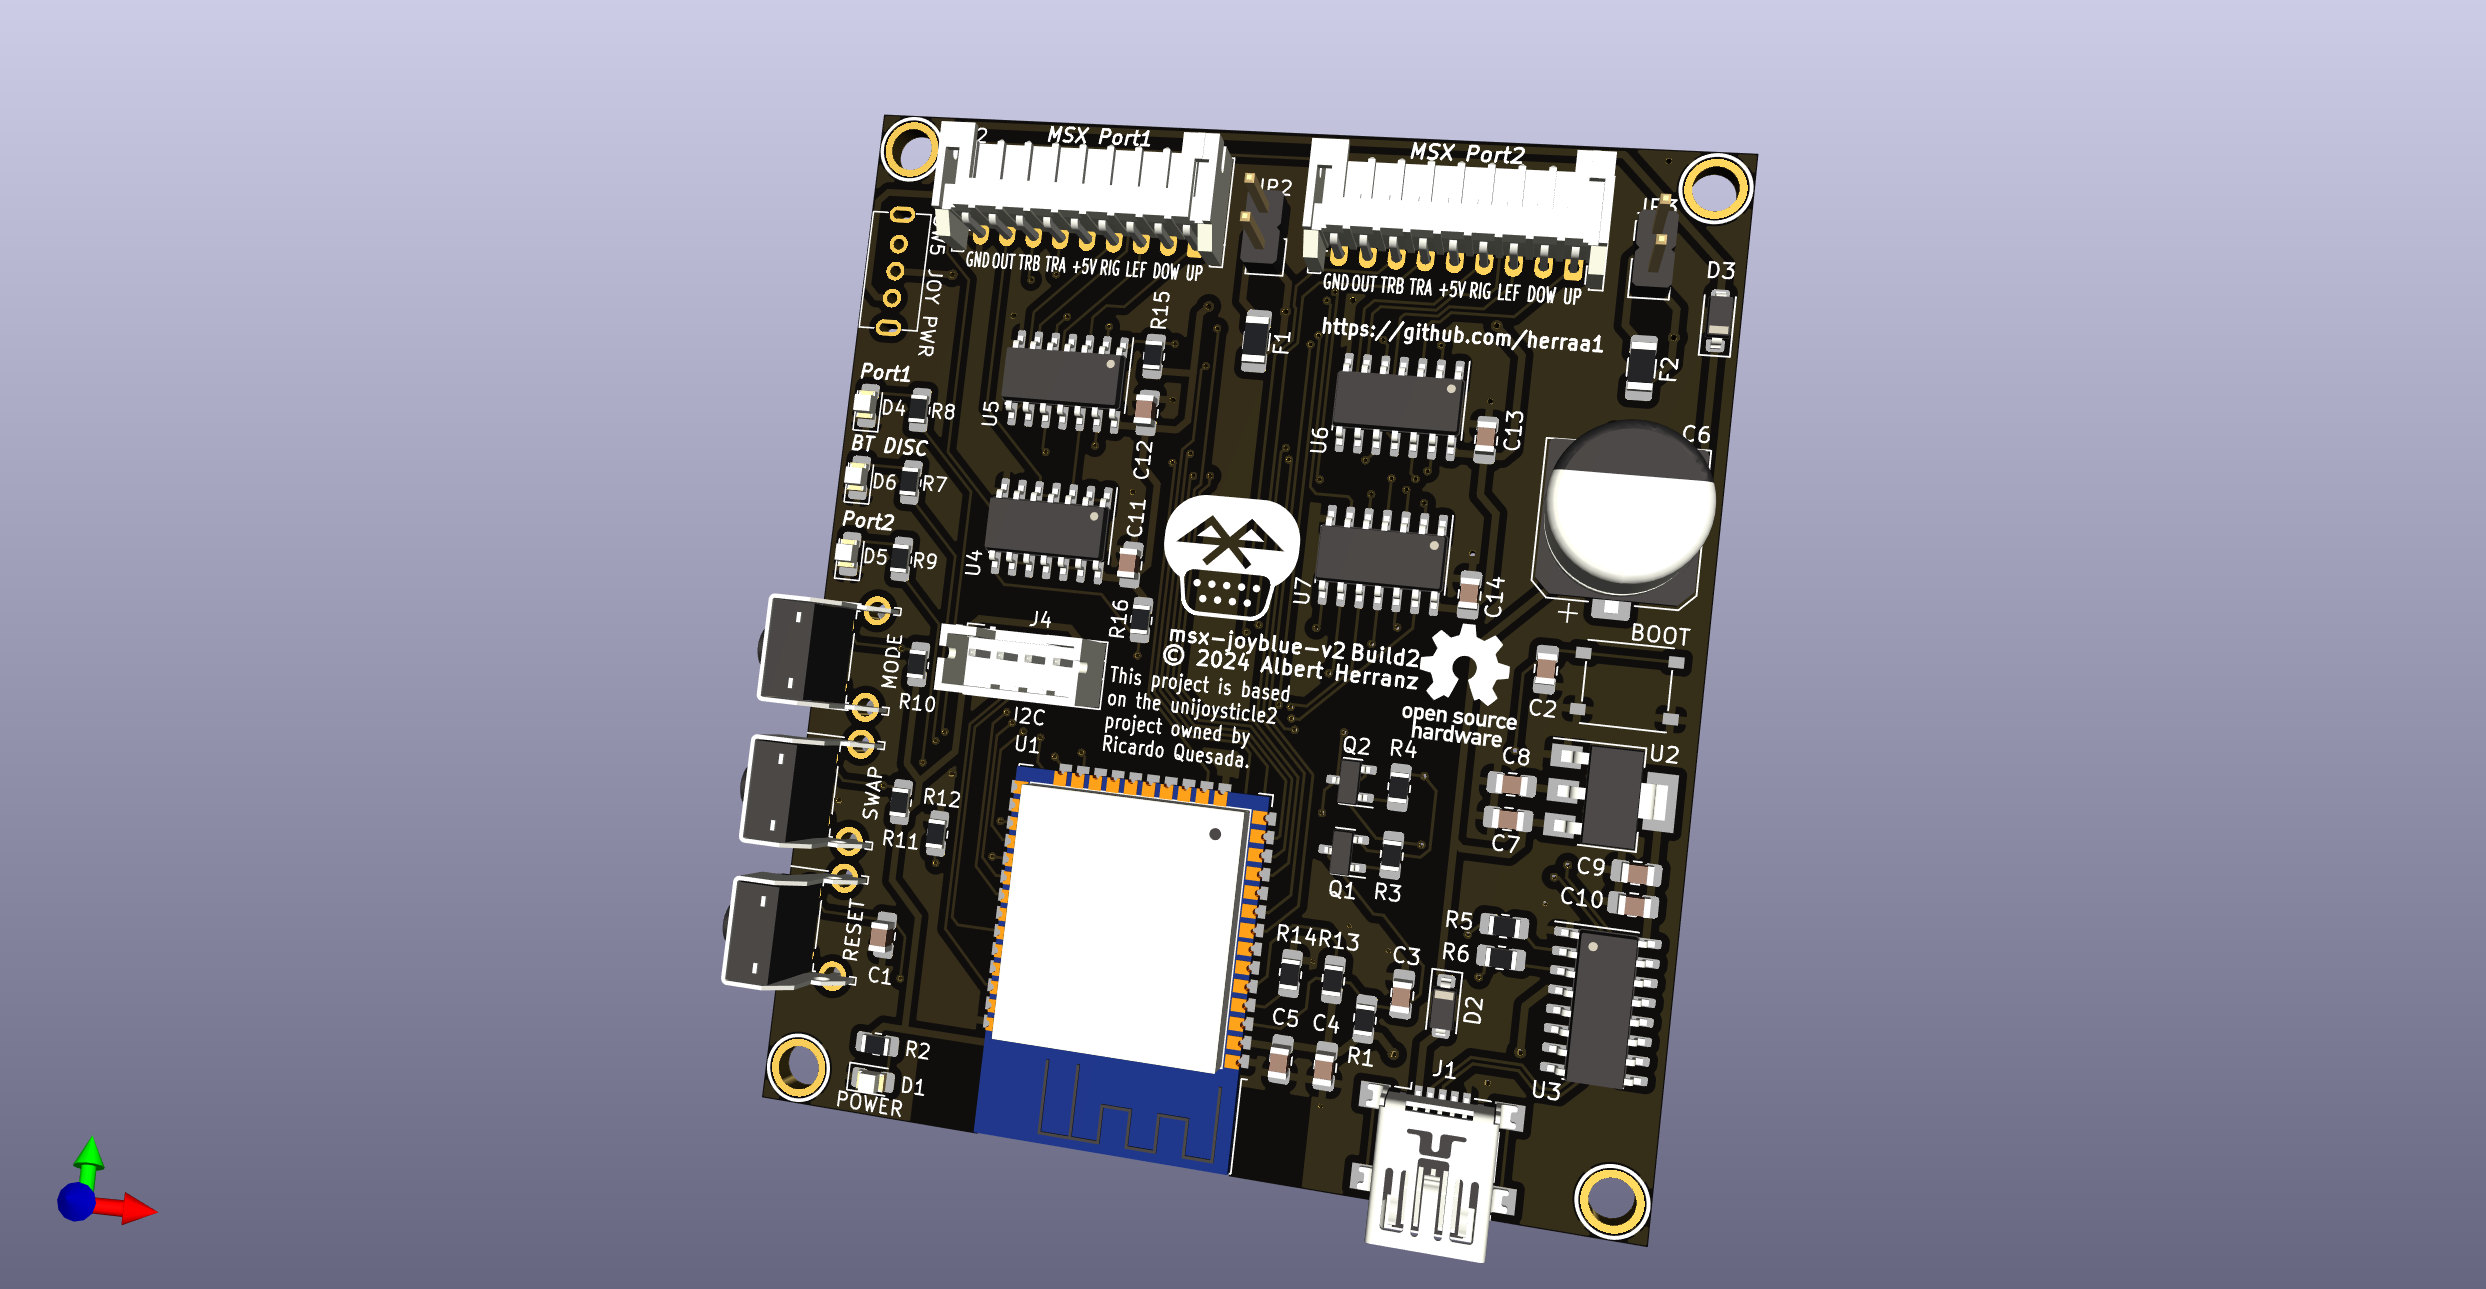 MSX Port1
MSX Port2
2
JP2
D3
GND OUT TRB TRA +5V RIG LEF DOW UP
GND OUT TRB TRA +5V RIG LEF DOW UP
JOY PWR
R15
F1
https://github.com/herraa1
F2
Port1
D4
R8
U5
C12
U6
C13
C6
BT DISC
D6
R7
Port2
D5
R9
U4
C11
U7
C14
+
BOOT
MODE
R10
J4
I2C
R16
msx-joyblue-v2 Build2
© 2024 Albert Herranz
This project is based
on the unijoysticle2
project owned by
Ricardo Quesada.
open source
hardware
C2
U1
Q2
R4
C8
U2
SWAP
R12
R11
C7
Q1
R3
C9
C10
RESET
C1
R5
R6
R14
R13
C3
D2
C5
C4
R1
J1
U3
R2
D1
POWER